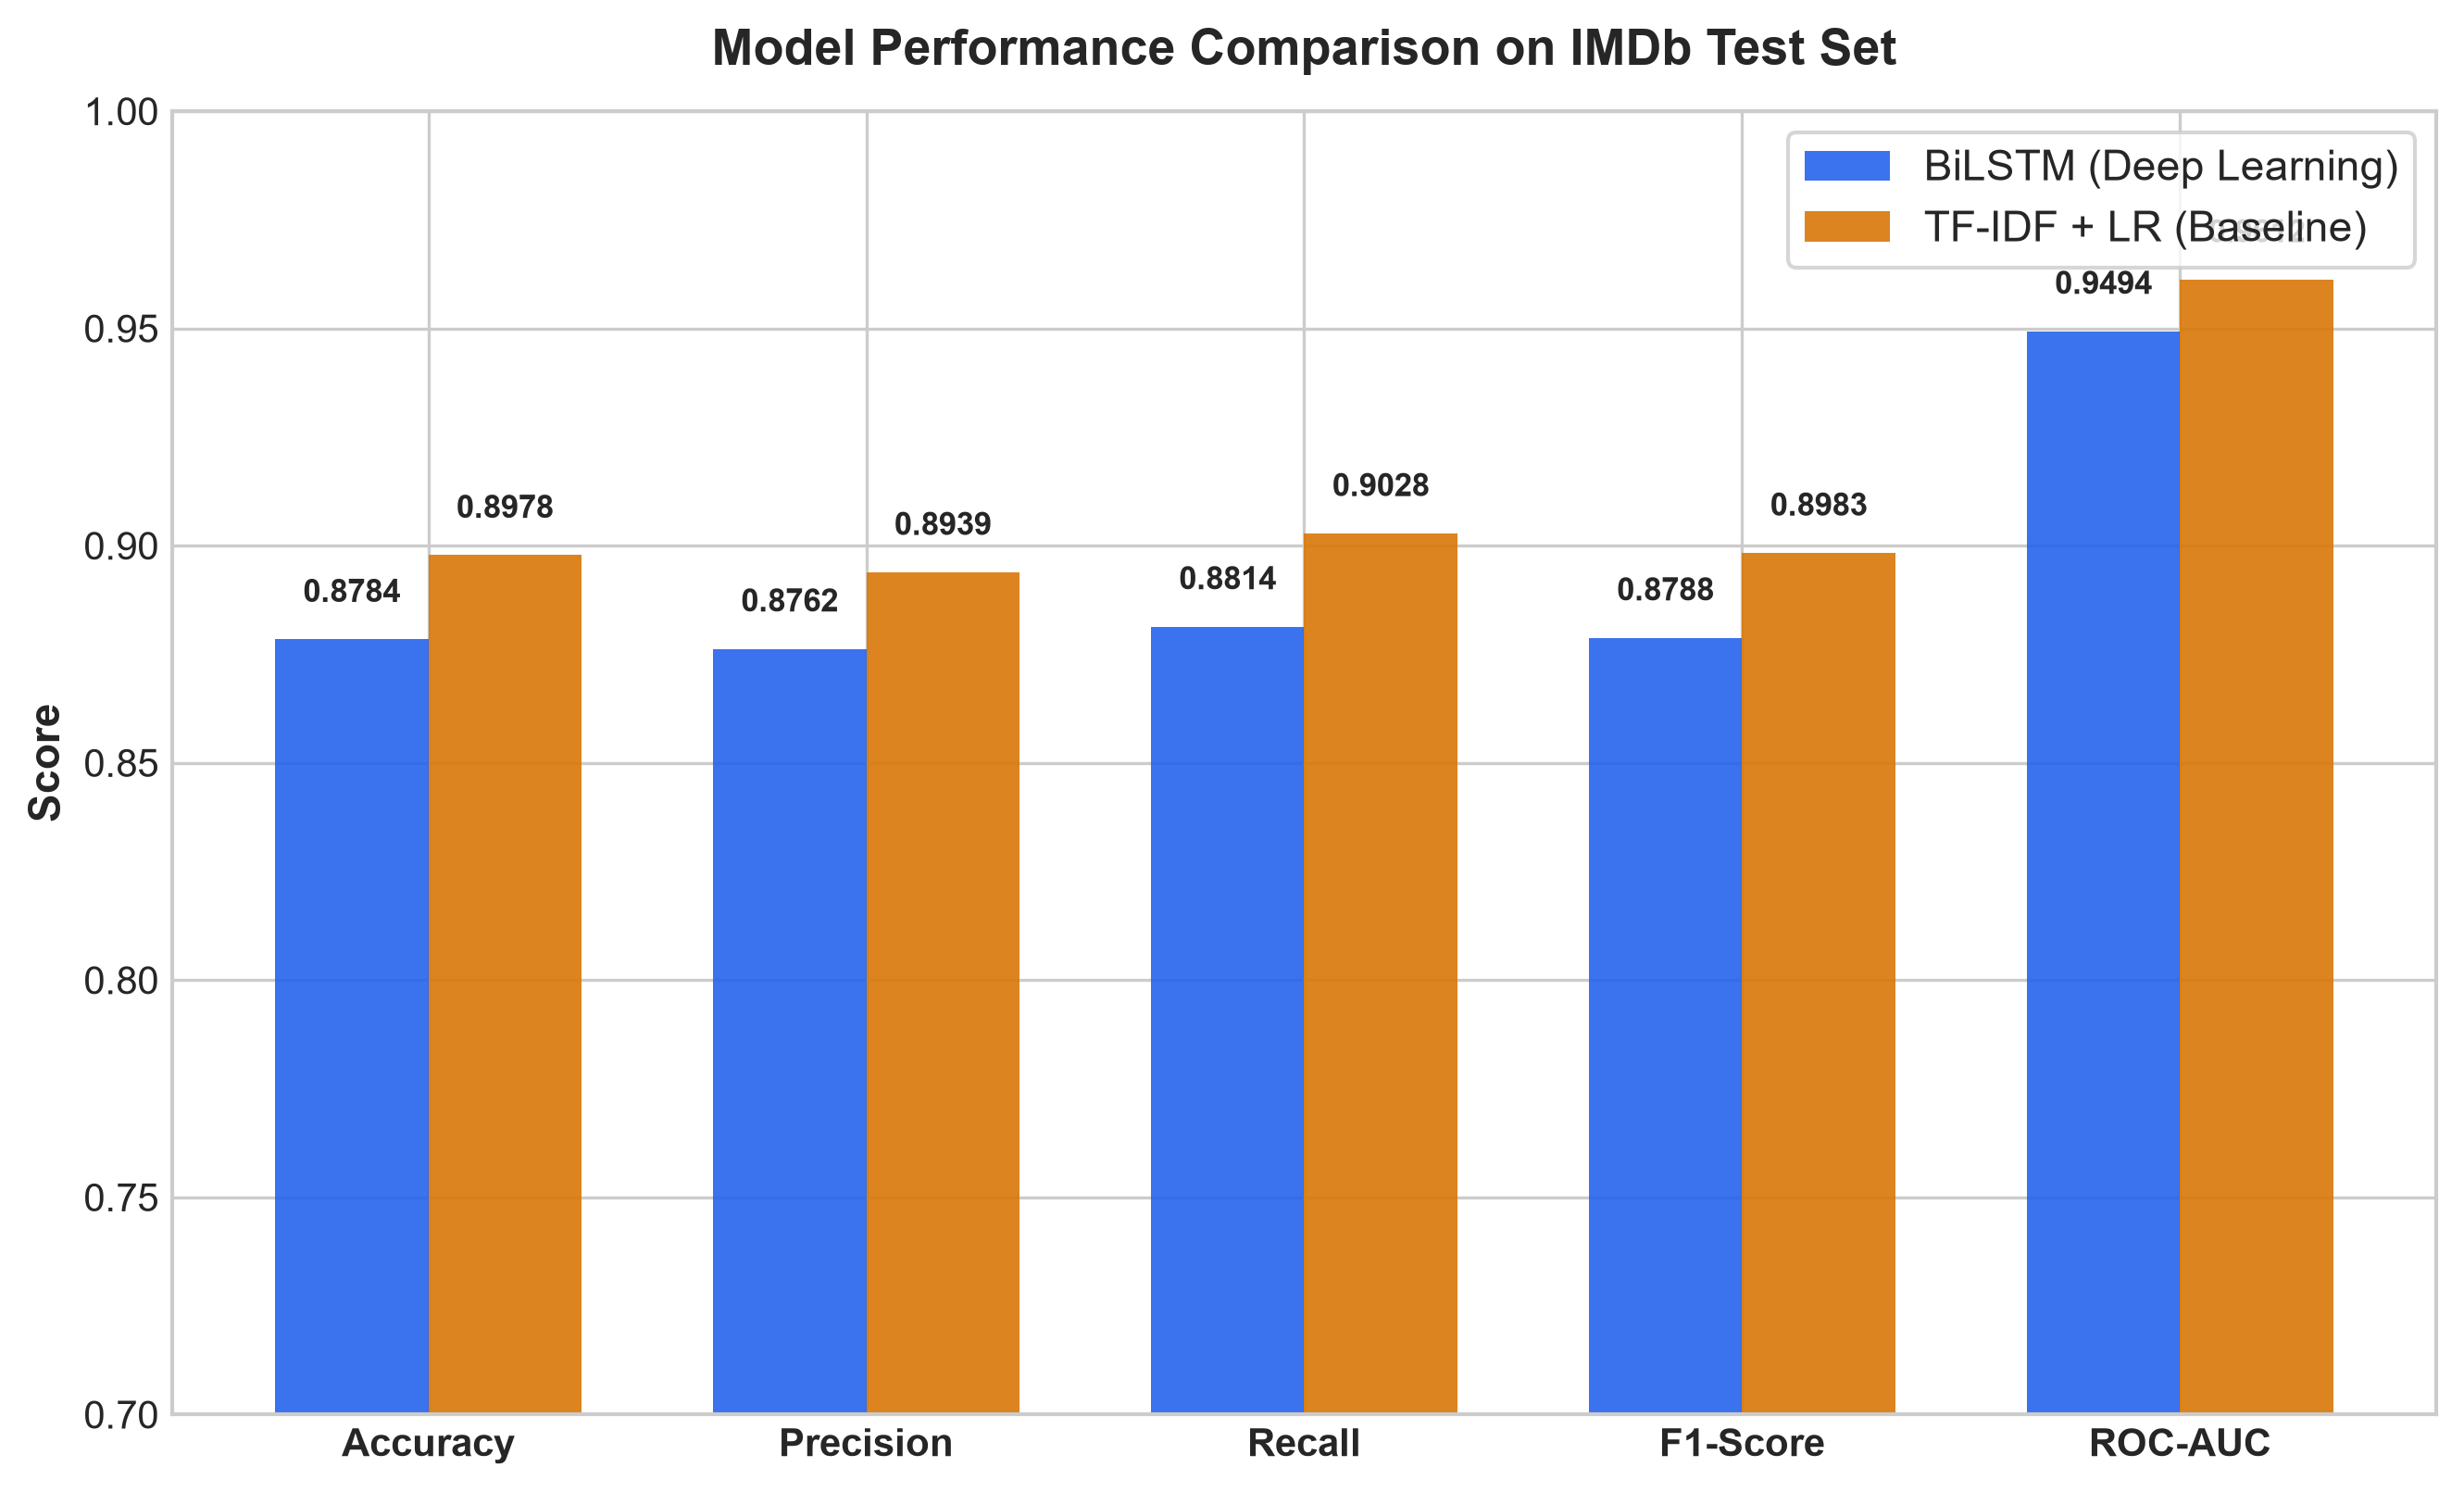 Model Performance Comparison on IMDb Test Set
1.00
0.95
0.90
0.85
0.80
0.75
0.70
Score
BiLSTM (Deep Learning)
TF-IDF + LR (Baseline)
0.8784
0.8978
0.8762
0.8939
0.8814
0.9028
0.8788
0.8983
0.9494
Accuracy
Precision
Recall
F1-Score
ROC-AUC